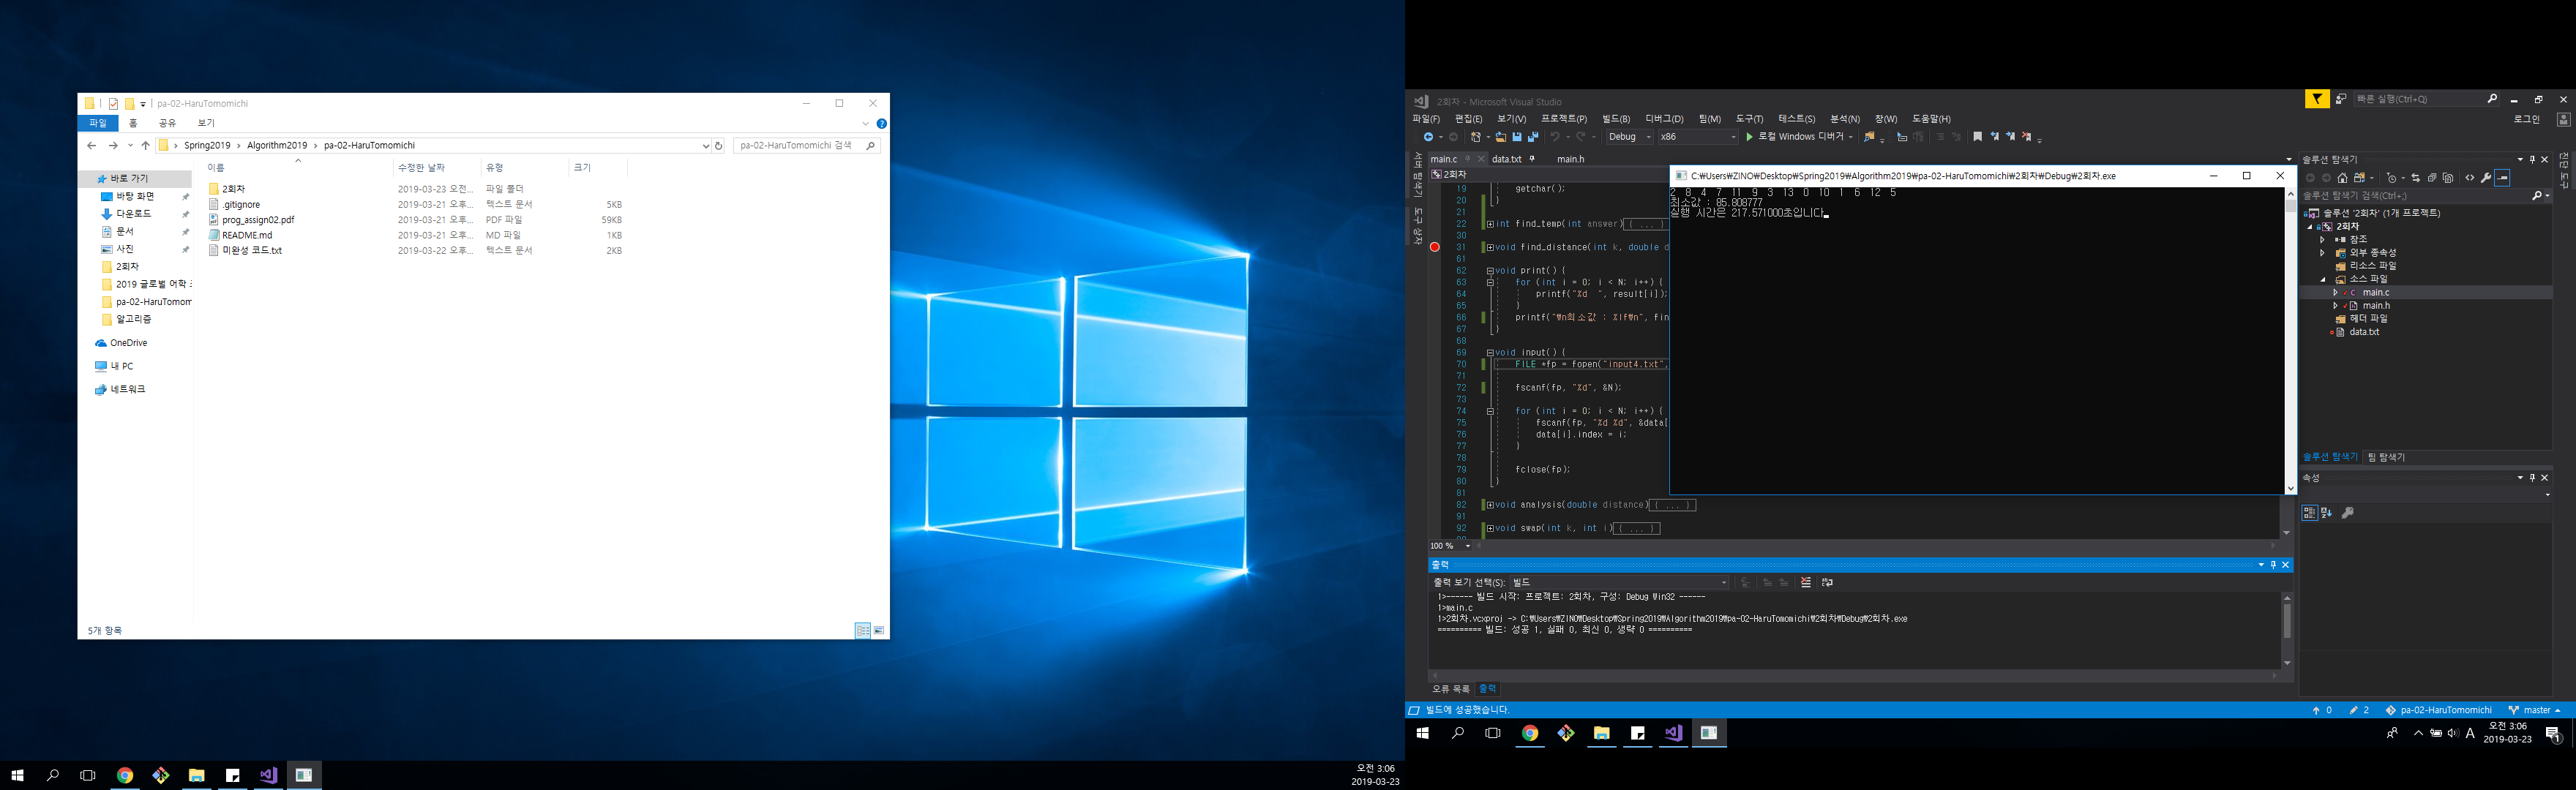 pa-02-HaruTomomichi
파일 홈 공유 보기
Spring2019 › Algorithm2019 › pa-02-HaruTomomichi
pa-02-HaruTomomichi 검색
바로 가기
바탕 화면
다운로드
문서
사진
2회차
2019 글로벌 어학
pa-02-HaruTomom
알고리즘
OneDrive
내 PC
네트워크
이름 수정한 날짜 유형 크기
2회차 2019-03-23 오전... 파일 폴더
.gitignore 2019-03-21 오후... 텍스트 문서 5KB
prog_assign02.pdf 2019-03-21 오후... PDF 파일 59KB
README.md 2019-03-21 오후... MD 파일 1KB
미완성 코드.txt 2019-03-22 오후... 텍스트 문서 2KB
5개 항목
오전 3:06
2019-03-23
2회차 - Microsoft Visual Studio
빠른 실행(Ctrl+Q)
파일(F) 편집(E) 보기(V) 프로젝트(P) 빌드(B) 디버그(D) 팀(M) 도구(T) 테스트(S) 분석(N) 창(W) 도움말(H)
로그인
Debug x86 로컬 Windows 디버거
서버 탐색기
도구 상자
진단 도구
main.c data.txt main.h
2회차
19 getchar();
20 }
21
22 int find_temp(int answer){ ... }
30
31 void find_distance(int k, double d
61
62 void print() {
63 for (int i = 0; i < N; i++) {
64 printf("%d  ", result[i]);
65 }
66 printf("\n최소값 : %lf\n", fin
67 }
68
69 void input() {
70 FILE *fp = fopen("input4.txt",
71
72 fscanf(fp, "%d", &N);
73
74 for (int i = 0; i < N; i++) {
75 fscanf(fp, "%d %d", &data[
76 data[i].index = i;
77 }
78
79 fclose(fp);
80 }
81
82 void analysis(double distance){ ... }
91
92 void swap(int k, int i){ ... }
100 %
C:\Users\ZINO\Desktop\Spring2019\Algorithm2019\pa-02-HaruTomomichi\2회차\Debug\2회차.exe
2 8 4 7 11 9 3 13 0 10 1 6 12 5
최소값 : 85.808777
실행 시간은 217.571000초입니다
출력
출력 보기 선택(S): 빌드
1>------ 빌드 시작: 프로젝트: 2회차, 구성: Debug Win32 ------
1>main.c
1>2회차.vcxproj -> C:\Users\ZINO\Desktop\Spring2019\Algorithm2019\pa-02-HaruTomomichi\2회차\Debug\2회차.exe
========== 빌드: 성공 1, 실패 0, 최신 0, 생략 0 ==========
오류 목록 출력
솔루션 탐색기
솔루션 탐색기 검색(Ctrl+;)
솔루션 '2회차' (1개 프로젝트)
2회차
참조
외부 종속성
리소스 파일
소스 파일
main.c
main.h
헤더 파일
data.txt
솔루션 탐색기 팀 탐색기
속성
빌드에 성공했습니다.
0 2 pa-02-HaruTomomichi master
A
오전 3:06
2019-03-23
1